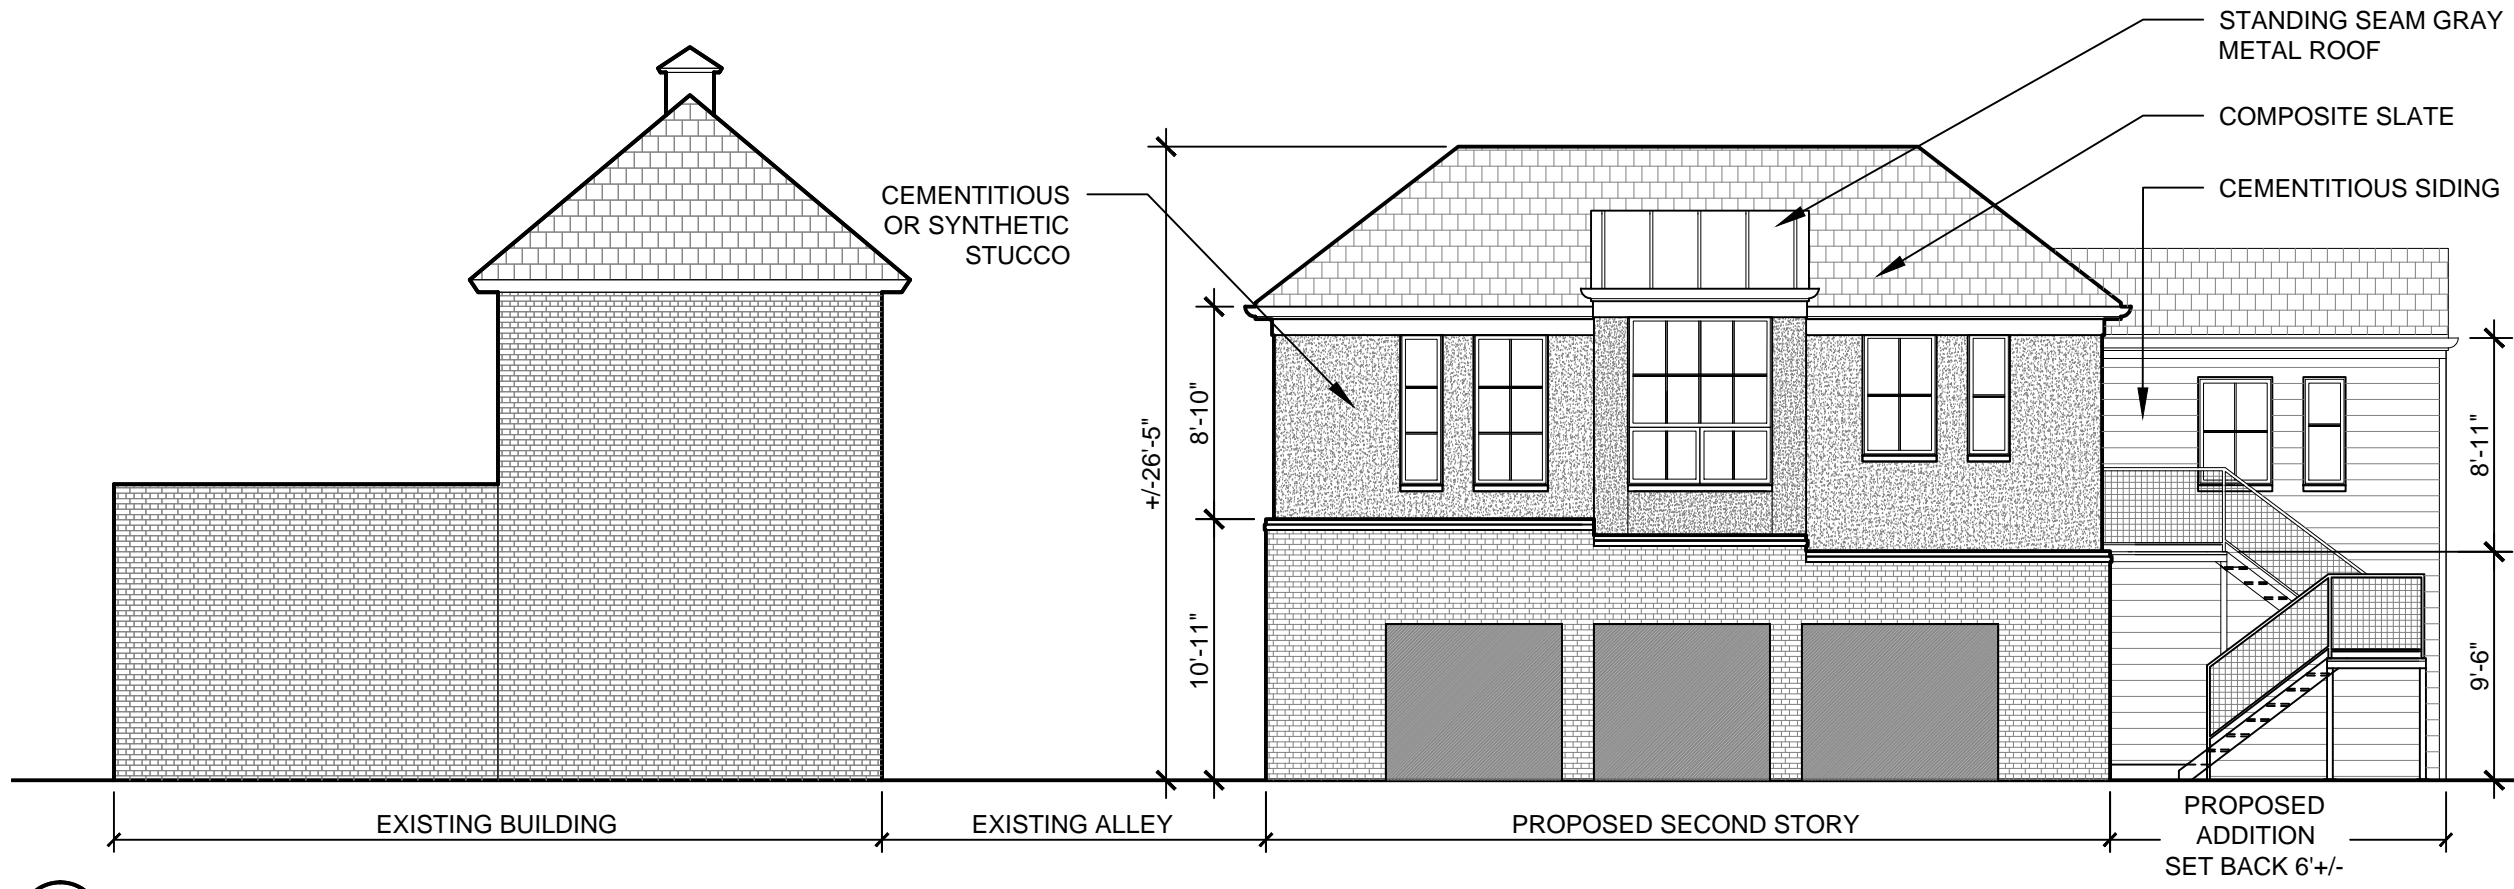 STANDING SEAM GRAY
METAL ROOF
COMPOSITE SLATE
CEMENTITIOUS SIDING
CEMENTITIOUS
OR SYNTHETIC
STUCCO
+/-26'-5"
8'-10"
10'-11"
8'-11"
9'-6"
EXISTING BUILDING
EXISTING ALLEY
PROPOSED SECOND STORY
PROPOSED
ADDITION
SET BACK 6'+/-